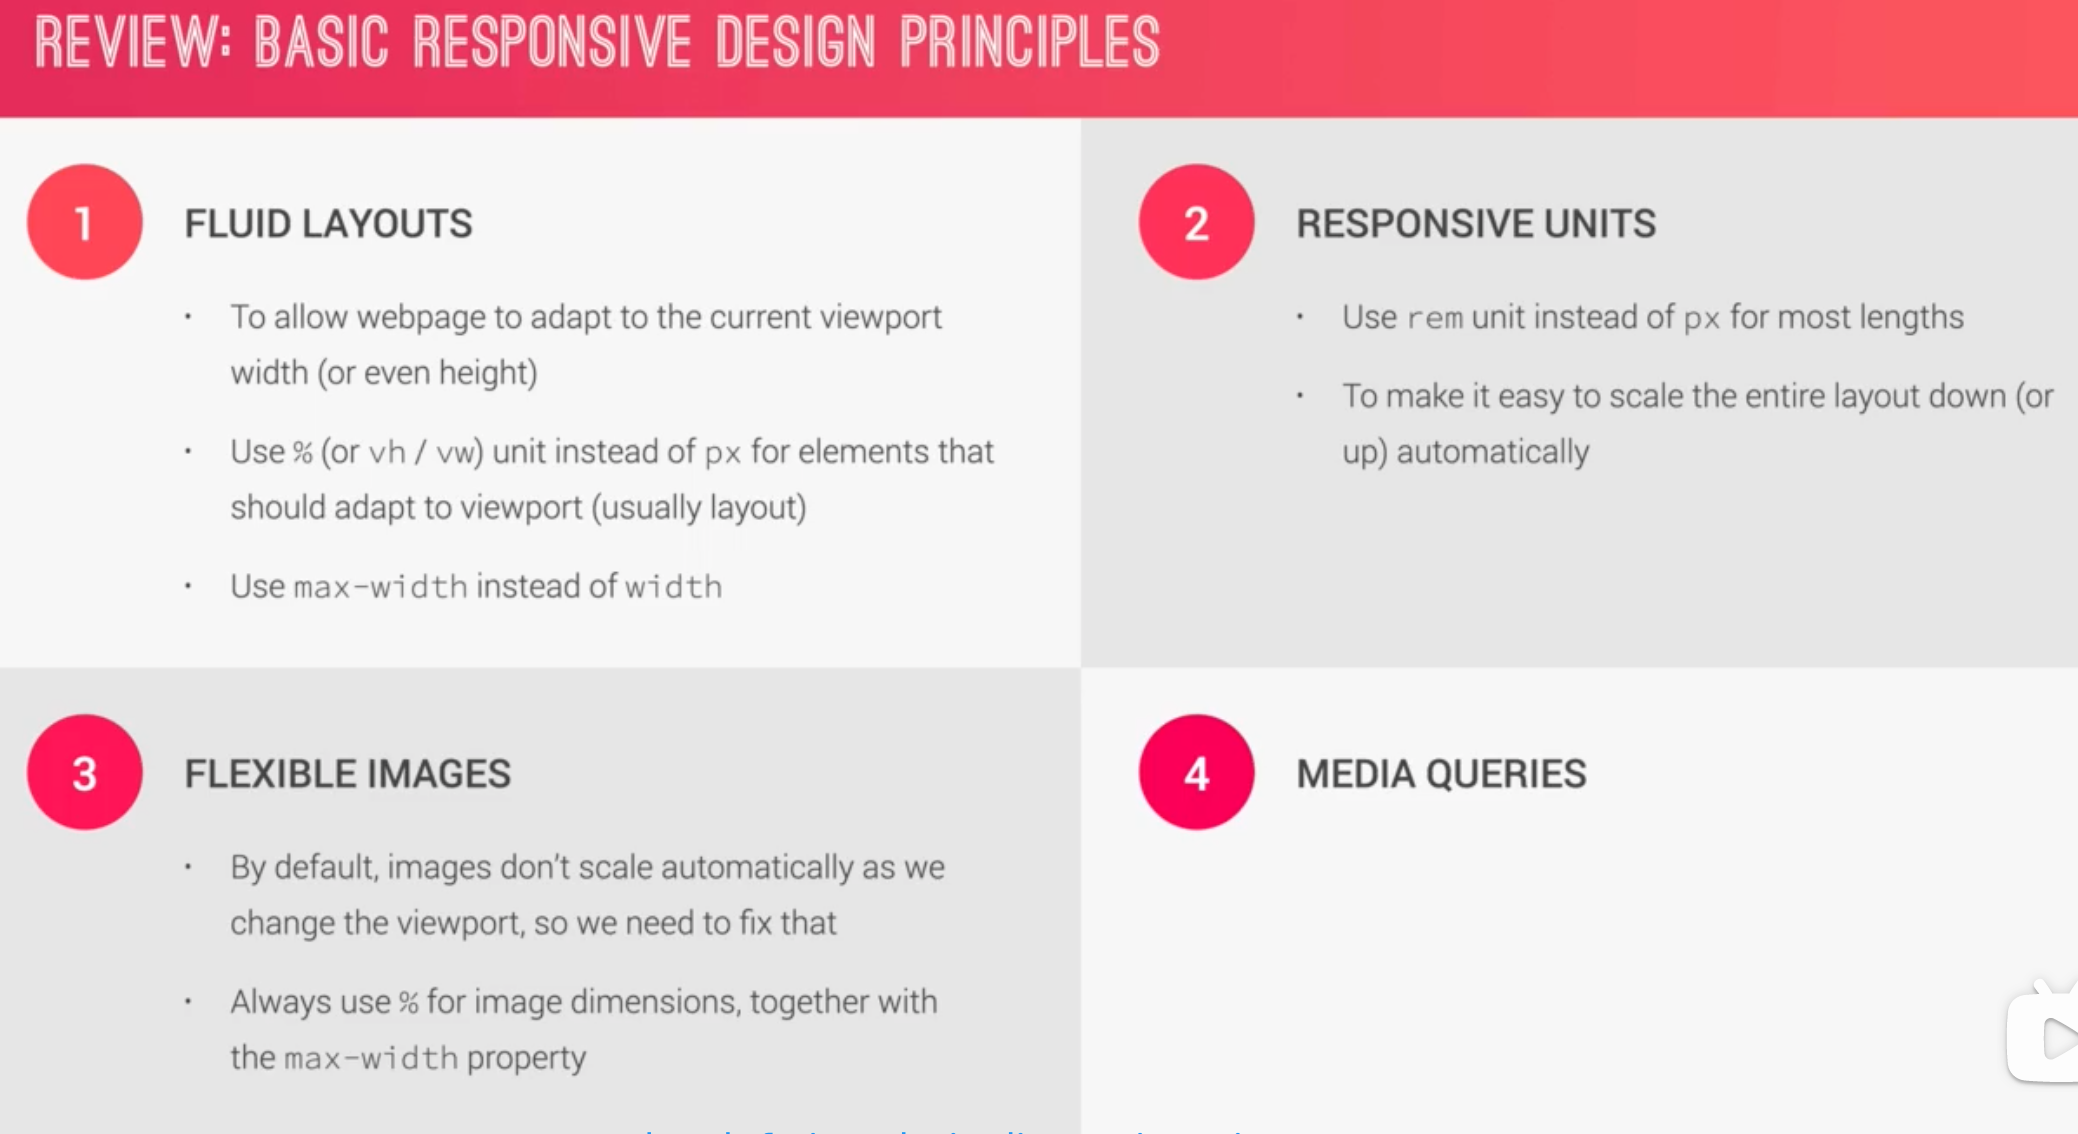 REVIEW: BASIC RESPONSIVE DESIGN PRINCIPLES
1
FLUID LAYOUTS
• To allow webpage to adapt to the current viewport
width (or even height)
• Use % (or vh / vw) unit instead of px for elements that
should adapt to viewport (usually layout)
• Use max-width instead of width
2
RESPONSIVE UNITS
• Use rem unit instead of px for most lengths
• To make it easy to scale the entire layout down (or
up) automatically
3
FLEXIBLE IMAGES
• By default, images don't scale automatically as we
change the viewport, so we need to fix that
• Always use % for image dimensions, together with
the max-width property
4
MEDIA QUERIES